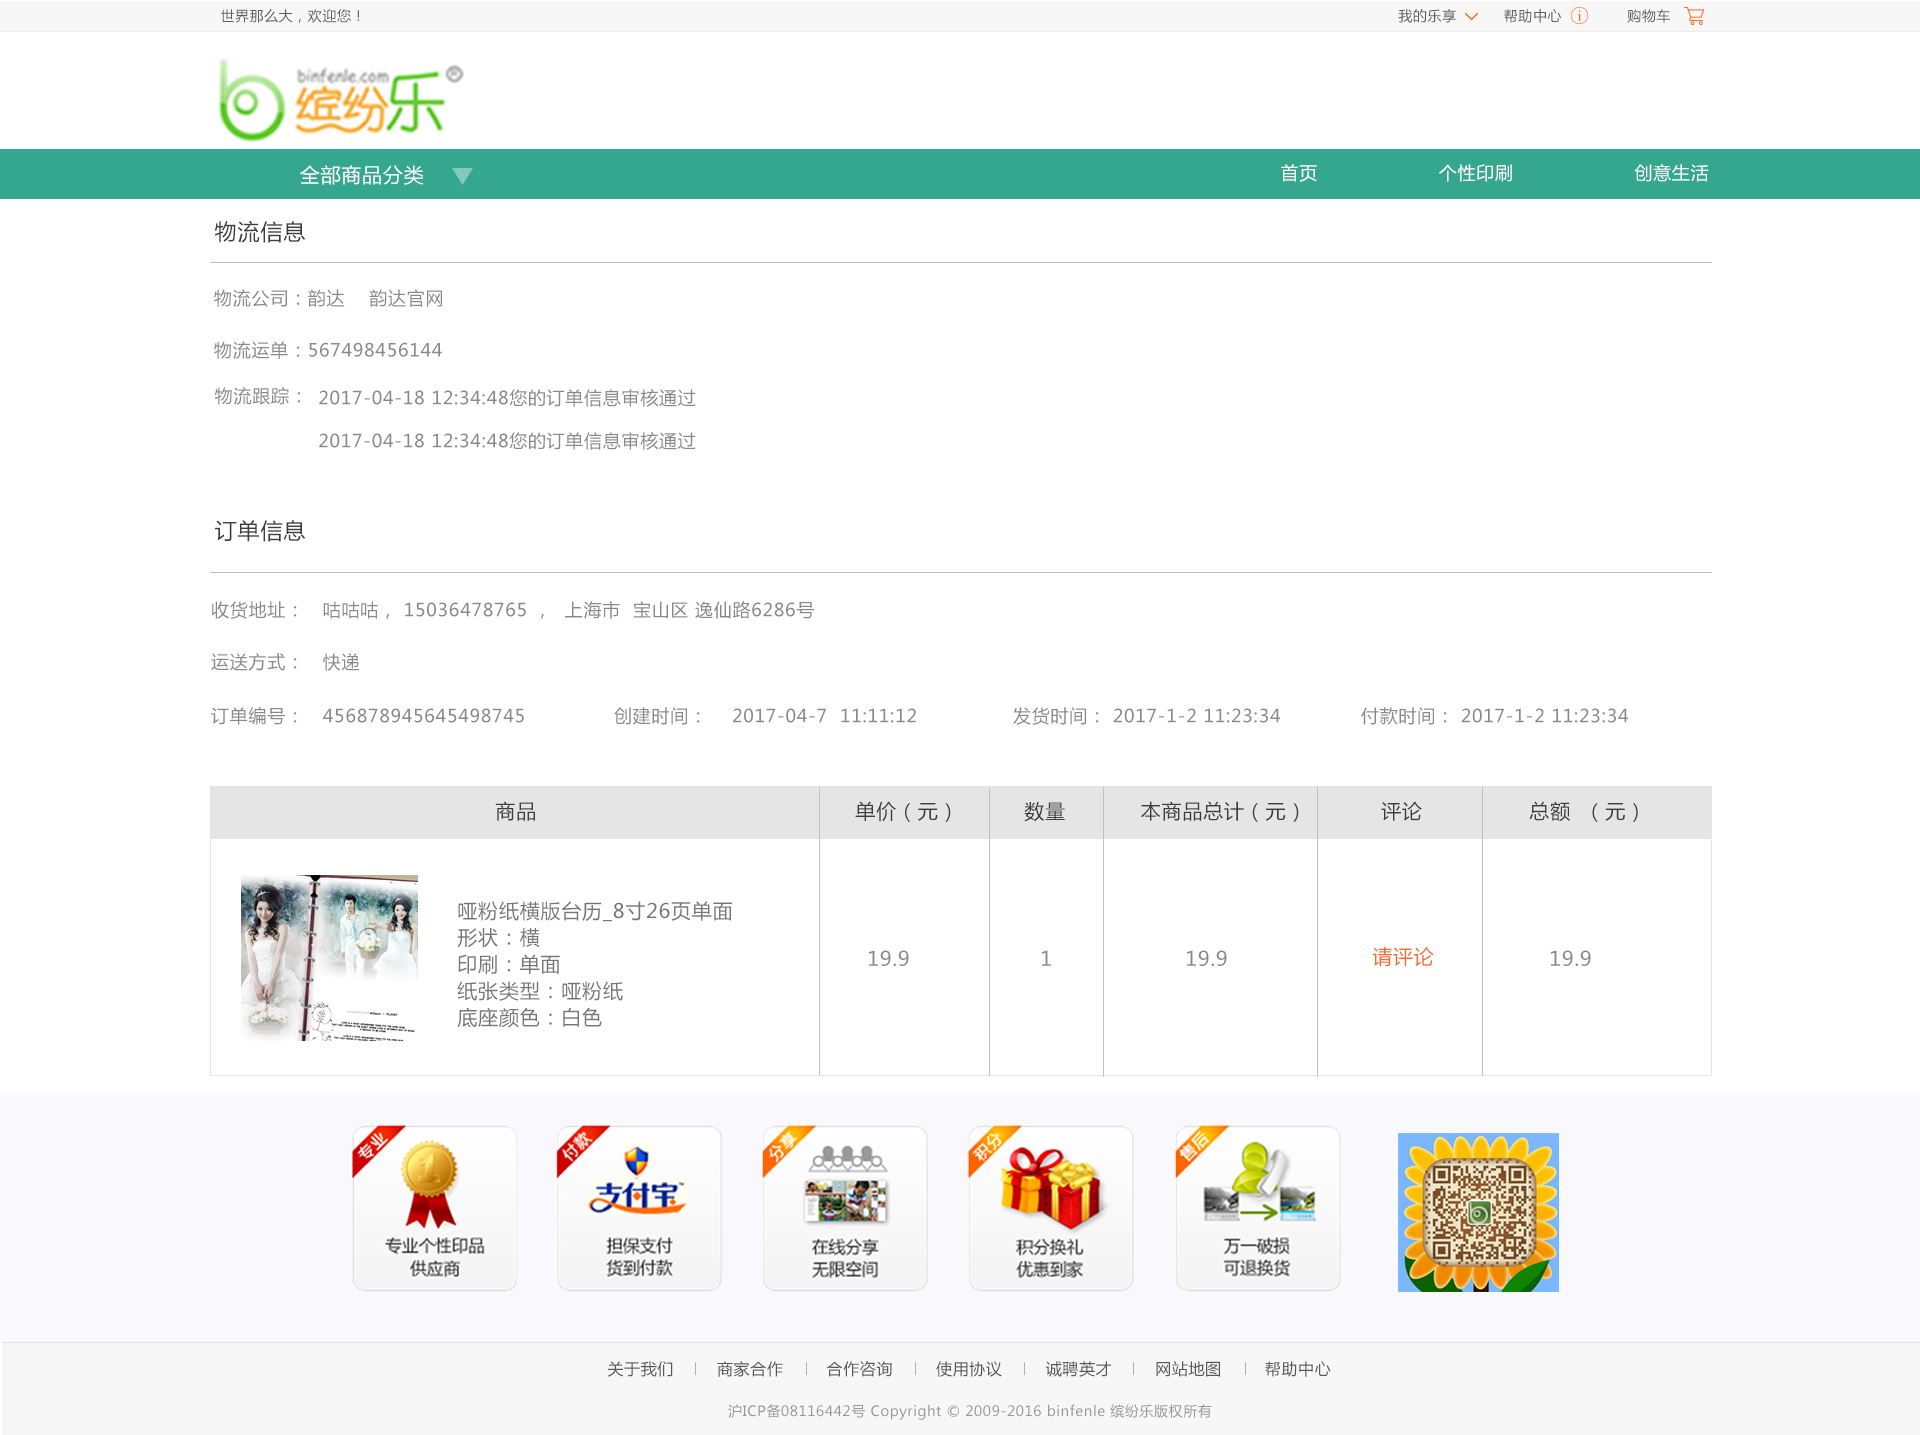 世界那么大，欢迎您！
我的乐享 帮助中心 购物车
binfenle.com
缤纷乐®
全部商品分类 首页 个性印刷 创意生活
物流信息
物流公司：韵达 韵达官网
物流运单：567498456144
物流跟踪： 2017-04-18 12:34:48您的订单信息审核通过
2017-04-18 12:34:48您的订单信息审核通过
订单信息
收货地址： 咕咕咕， 15036478765 ， 上海市 宝山区 逸仙路6286号
运送方式： 快递
订单编号： 456878945645498745 创建时间： 2017-04-7 11:11:12 发货时间： 2017-1-2 11:23:34 付款时间： 2017-1-2 11:23:34
商品 单价（元） 数量 本商品总计（元） 评论 总额 （元）
哑粉纸横版台历_8寸26页单面
形状：横
印刷：单面
纸张类型：哑粉纸
底座颜色：白色
19.9 1 19.9 请评论 19.9
专业
1
专业个性印品
供应商
付款
支付宝
担保支付
货到付款
分享
在线分享
无限空间
积分
积分换礼
优惠到家
售后
万一破损
可退换货
关于我们 商家合作 合作咨询 使用协议 诚聘英才 网站地图 帮助中心
沪ICP备08116442号 Copyright © 2009-2016 binfenle 缤纷乐版权所有